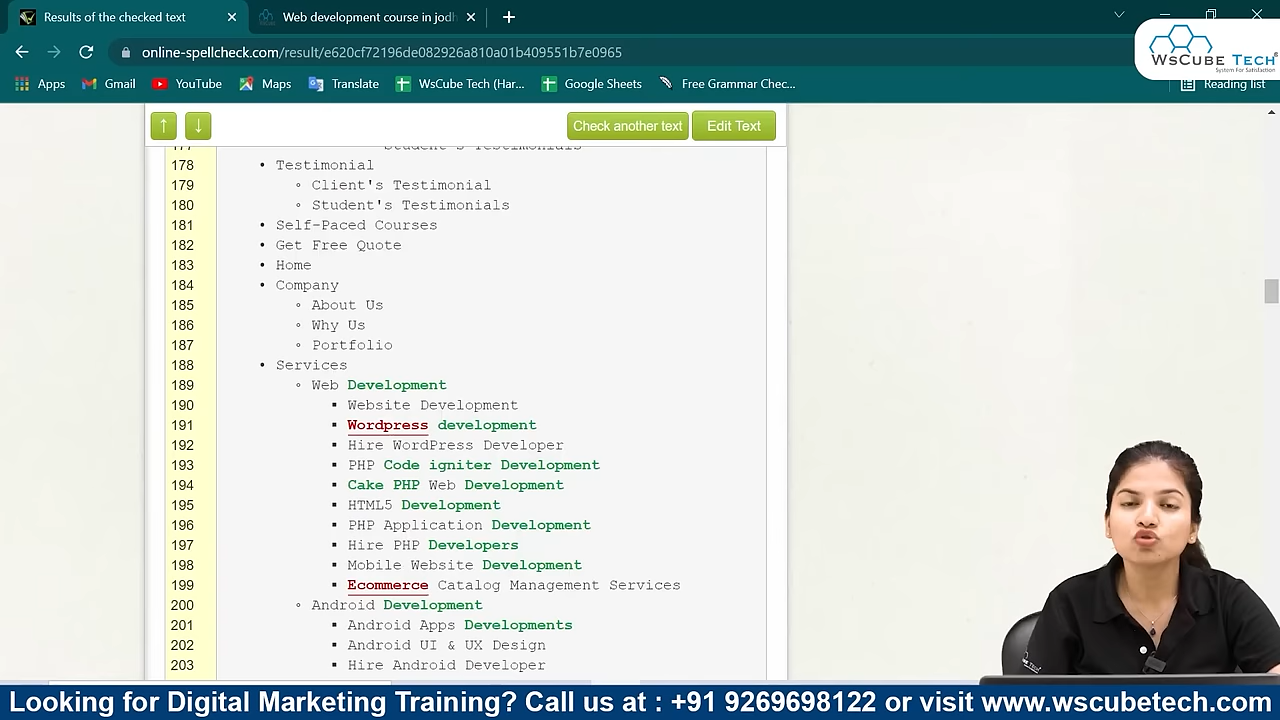 Results of the checked text
Web development course in jodh
online-spellcheck.com/result/e620cf72196de082926a810a01b409551b7e0965
WsCube Tech®
System For Satisfaction
Apps
Gmail
YouTube
Maps
Translate
WsCube Tech (Har...
Google Sheets
Free Grammar Chec...
Reading list
↑ ↓ Check another text Edit Text
177 Student's Testimonials
178 • Testimonial
179 ◦ Client's Testimonial
180 ◦ Student's Testimonials
181 • Self-Paced Courses
182 • Get Free Quote
183 • Home
184 • Company
185 ◦ About Us
186 ◦ Why Us
187 ◦ Portfolio
188 • Services
189 ◦ Web Development
190 ▪ Website Development
191 ▪ Wordpress development
192 ▪ Hire WordPress Developer
193 ▪ PHP Code igniter Development
194 ▪ Cake PHP Web Development
195 ▪ HTML5 Development
196 ▪ PHP Application Development
197 ▪ Hire PHP Developers
198 ▪ Mobile Website Development
199 ▪ Ecommerce Catalog Management Services
200 ◦ Android Development
201 ▪ Android Apps Developments
202 ▪ Android UI & UX Design
203 ▪ Hire Android Developer
Looking for Digital Marketing Training? Call us at : +91 9269698122 or visit www.wscubetech.com